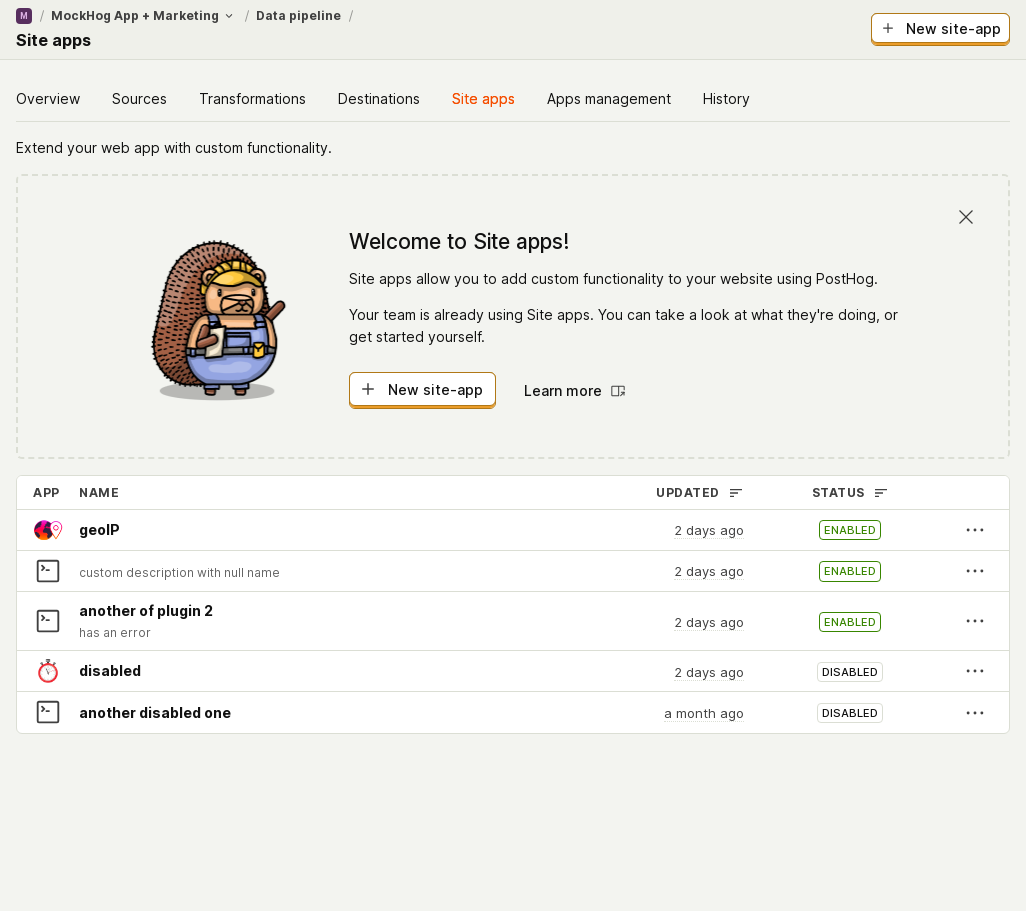 M / MockHog App + Marketing / Data pipeline /
Site apps
New site-app
Overview Sources Transformations Destinations Site apps Apps management History
Extend your web app with custom functionality.
Welcome to Site apps!
Site apps allow you to add custom functionality to your website using PostHog.
Your team is already using Site apps. You can take a look at what they're doing, or
get started yourself.
New site-app Learn more
APP NAME UPDATED STATUS
geoIP 2 days ago ENABLED
custom description with null name 2 days ago ENABLED
another of plugin 2
has an error 2 days ago ENABLED
disabled 2 days ago DISABLED
another disabled one a month ago DISABLED